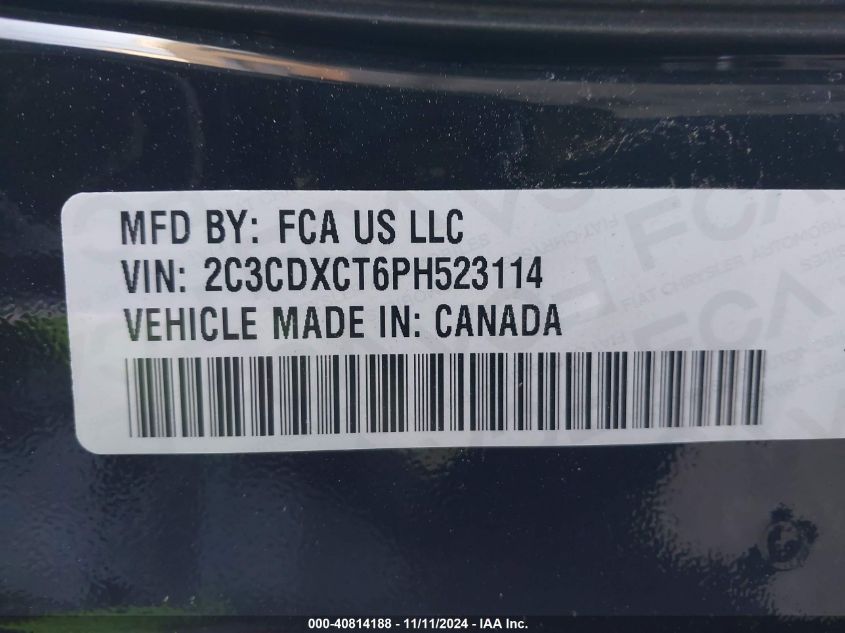 MFD BY: FCA US LLC
VIN: 2C3CDXCT6PH523114
VEHICLE MADE IN: CANADA
000-40814188 - 11/11/2024 - IAA Inc.